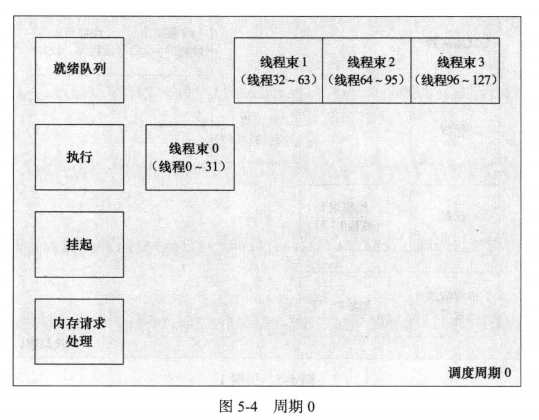 就绪队列
线程束 1
(线程32~63)
线程束 2
(线程64~95)
线程束 3
(线程96~127)
执行
线程束 0
(线程0~31)
挂起
内存请求
处理
调度周期 0
图 5-4 周期 0